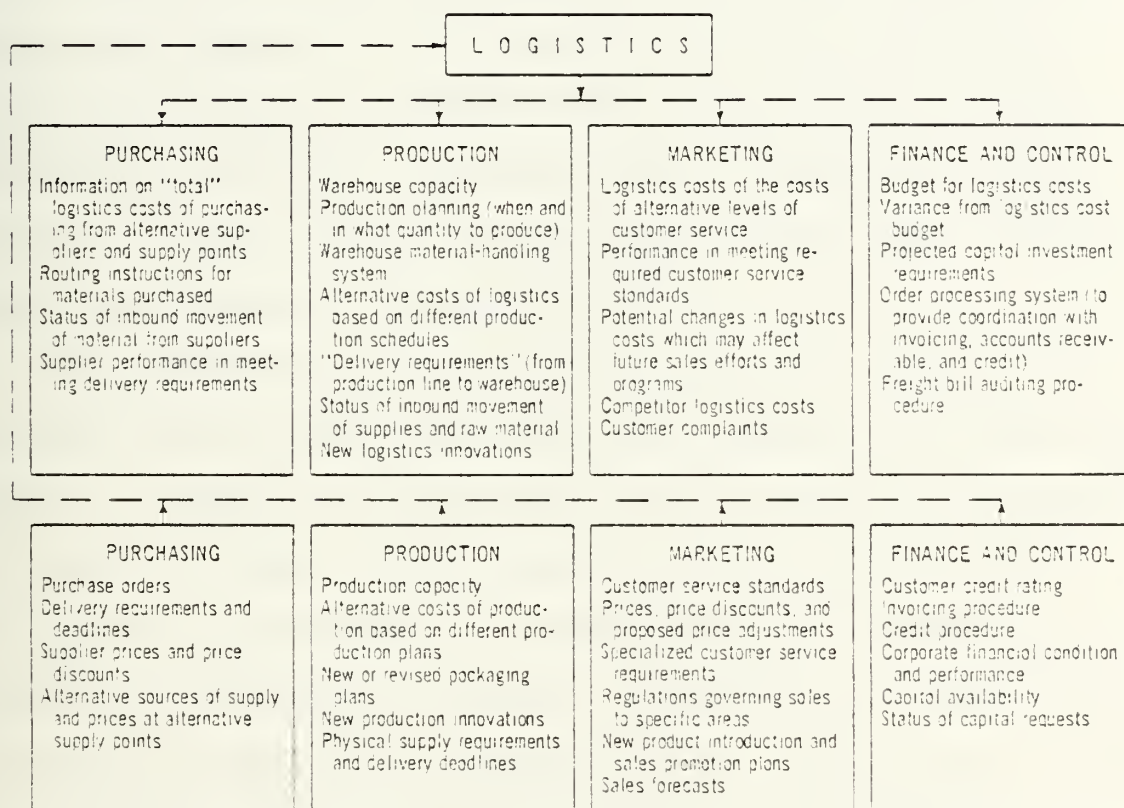 LOGISTICS
PURCHASING
Information on "total"
logistics costs of purchas-
ing from alternative sup-
pliers and supply points
Routing instructions for
materials purchased
Status of inbound movement
of material from suppliers
Supplier performance in meet-
ing delivery requirements
PRODUCTION
Warehouse capacity
Production planning (when and
in what quantity to produce)
Warehouse material-handling
system
Alternative costs of logistics
based on different produc-
tion schedules
"Delivery requirements" (from
production line to warehouse)
Status of inbound movement
of supplies and raw material
New logistics innovations
MARKETING
Logistics costs of the costs
of alternative levels of
customer service
Performance in meeting re-
quired customer service
standards
Potential changes in logistics
costs which may affect
future sales efforts and
programs
Competitor logistics costs
Customer complaints
FINANCE AND CONTROL
Budget for logistics costs
Variance from logistics cost
budget
Projected capital investment
requirements
Order processing system (to
provide coordination with
invoicing, accounts receiv-
able, and credit)
Freight bill auditing pro-
cedure
PURCHASING
Purchase orders
Delivery requirements and
deadlines
Supplier prices and price
discounts
Alternative sources of supply
and prices at alternative
supply points
PRODUCTION
Production capacity
Alternative costs of produc-
tion based on different pro-
duction plans
New or revised packaging
plans
New production innovations
Physical supply requirements
and delivery deadlines
MARKETING
Customer service standards
Prices, price discounts, and
proposed price adjustments
Specialized customer service
requirements
Regulations governing sales
to specific areas
New product introduction and
sales promotion plans
Sales forecasts
FINANCE AND CONTROL
Customer credit rating
Invoicing procedure
Credit procedure
Corporate financial condition
and performance
Capital availability
Status of capital requests